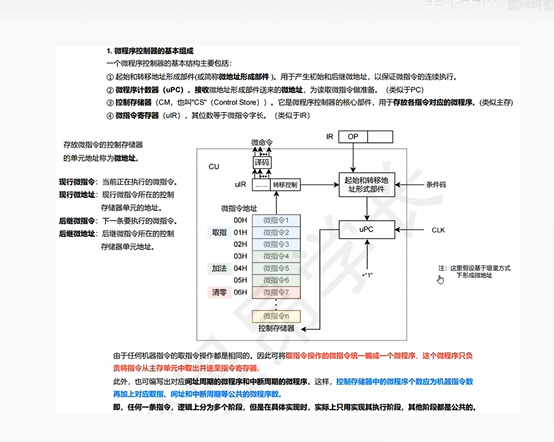 1. 微程序控制器的基本组成
一个微程序控制器的基本结构主要包括：
① 起始和转移地址形成部件(或简称微地址形成部件)。用于产生初始和后继微地址，以保证微指令的连续执行。
② 微程序计数器（uPC）。接收微地址形成部件送来的微地址，为读取微指令做准备。（类似于PC）
③ 控制存储器（CM，也叫"CS"（Control Store））。它是微程序控制器的核心部件，用于存放各指令对应的微程序。(类似主存)
④ 微指令寄存器（uIR），其位数等于微指令字长。（类似于IR）
存放微指令的控制存储器
的单元地址称为微地址。
现行微指令：当前正在执行的微指令。
现行微地址：现行微指令所在的控制
存储器单元的地址。
后继微指令：下一条要执行的微指令。
后继微地址：后继微指令所在的控制
存储器单元地址。
IR OP
微命令
CU 译码
uIR ...... 转移控制
起始和转移地
址形式部件
条件码
微指令地址
00H 微指令1
取指 01H 微指令2
02H 微指令3
03H 微指令4
加法 04H 微指令5
05H 微指令6
清零 06H 微指令7
微指令n
控制存储器
uPC
CLK
+"1"
注：这里假设基于增量方式
下形成微地址
由于任何机器指令的取指令操作都是相同的，因此可将取指令操作的微指令统一编成一个微程序，这个微程序只负
责将指令从主存单元中取出并送至指令寄存器.
此外，也可编写出对应间址周期的微程序和中断周期的微程序。这样，控制存储器中的微程序个数应为机器指令数
再加上对应取指、间址和中断周期等公共的微程序数。
即，任何一条指令，逻辑上分为多个阶段，但是在具体实现时，实际上只用实现其执行阶段，其他阶段都是公共的。